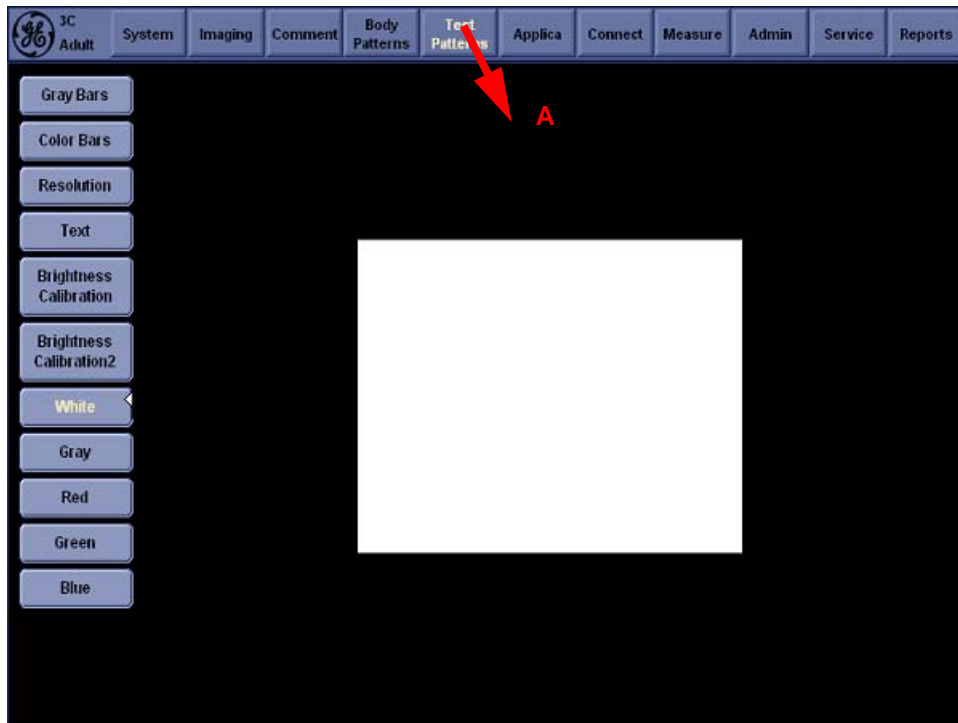 3C
Adult
System
Imaging
Comment
Body
Patterns
Test
Patterns
Applica
Connect
Measure
Admin
Service
Reports
A
Gray Bars
Color Bars
Resolution
Text
Brightness
Calibration
Brightness
Calibration2
White
Gray
Red
Green
Blue